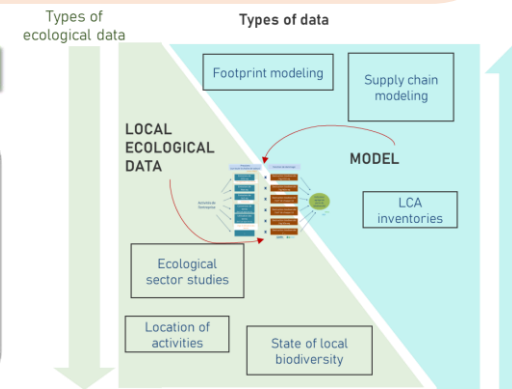 Types of
ecological data
Types of data
Footprint modeling
Supply chain
modeling
LOCAL
ECOLOGICAL
DATA
MODEL
LCA
inventories
Ecological
sector studies
Location of
activities
State of local
biodiversity